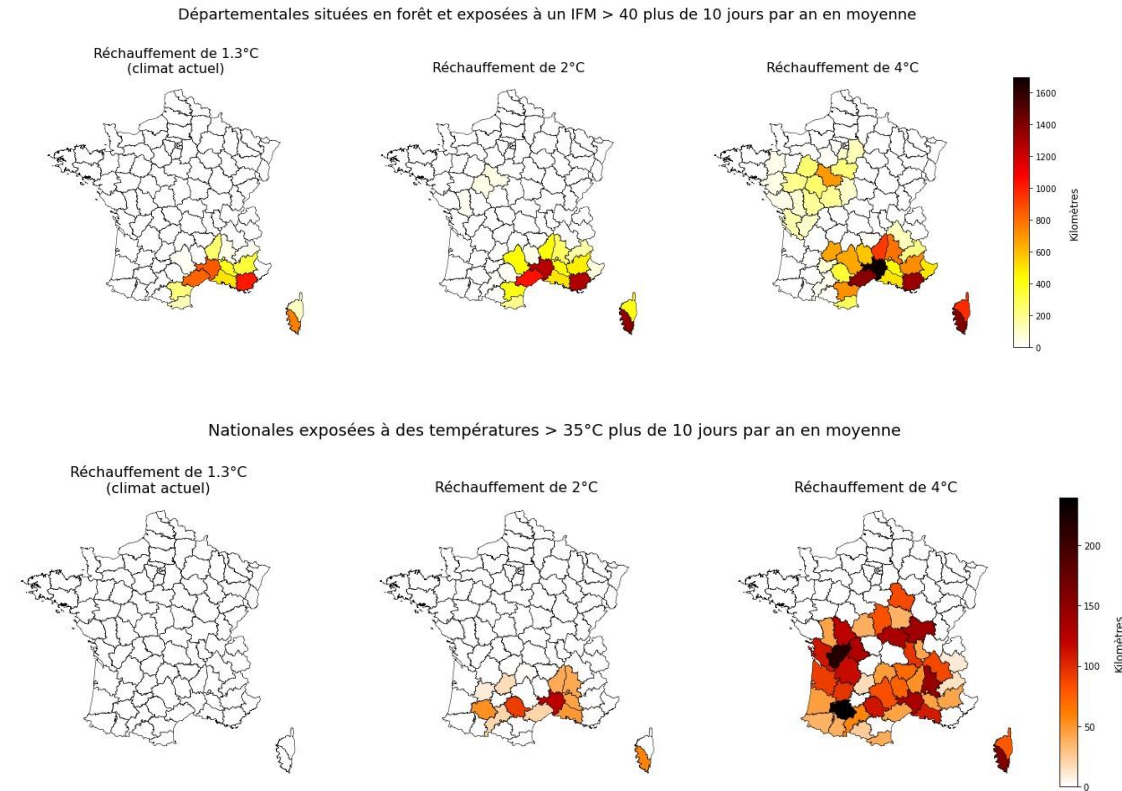 Départementales situées en forêt et exposées à un IFM > 40 plus de 10 jours par an en moyenne
Réchauffement de 1.3°C
(climat actuel)
Réchauffement de 2°C
Réchauffement de 4°C
1600
1400
1200
1000
800
600
400
200
0
Kilomètres
Nationales exposées à des températures > 35°C plus de 10 jours par an en moyenne
Réchauffement de 1.3°C
(climat actuel)
Réchauffement de 2°C
Réchauffement de 4°C
200
150
100
50
0
Kilomètres